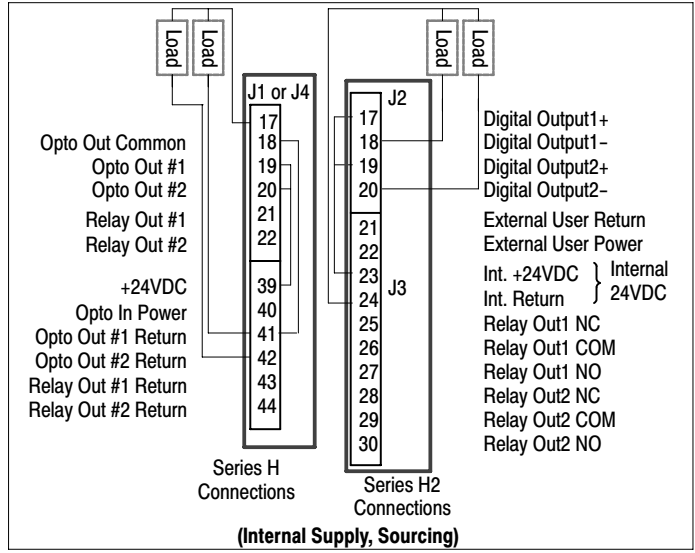 Load Load
Load Load
J1 or J4
17
18
19
20
21
22
39
40
41
42
43
44
Opto Out Common
Opto Out #1
Opto Out #2
Relay Out #1
Relay Out #2
+24VDC
Opto In Power
Opto Out #1 Return
Opto Out #2 Return
Relay Out #1 Return
Relay Out #2 Return
Series H
Connections
J2
17
18
19
20
21
22
23
24
J3
25
26
27
28
29
30
Digital Output1+
Digital Output1−
Digital Output2+
Digital Output2−
External User Return
External User Power
Int. +24VDC
Int. Return
Internal
24VDC
Relay Out1 NC
Relay Out1 COM
Relay Out1 NO
Relay Out2 NC
Relay Out2 COM
Relay Out2 NO
Series H2
Connections
(Internal Supply, Sourcing)